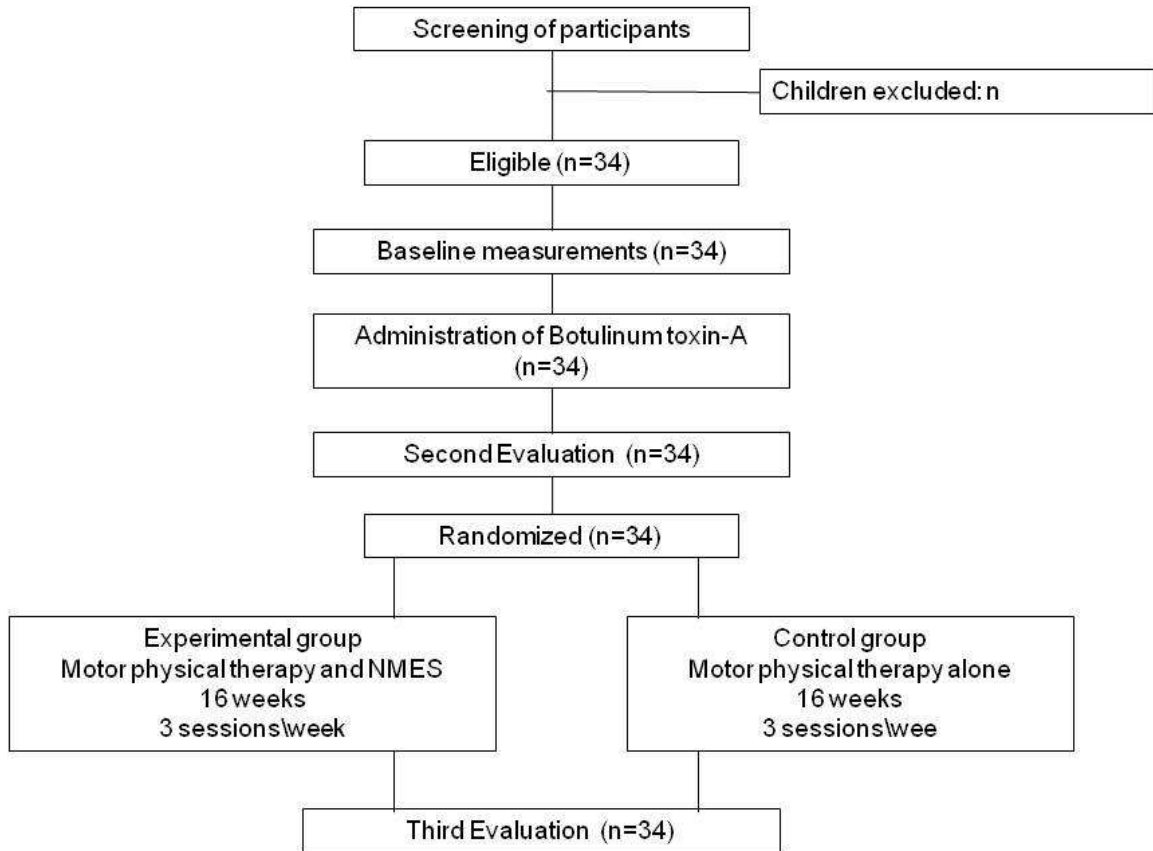 Screening of participants
Children excluded: n
Eligible (n=34)
Baseline measurements (n=34)
Administration of Botulinum toxin-A
(n=34)
Second Evaluation (n=34)
Randomized (n=34)
Experimental group
Motor physical therapy and NMES
16 weeks
3 sessions\week
Control group
Motor physical therapy alone
16 weeks
3 sessions\wee
Third Evaluation (n=34)